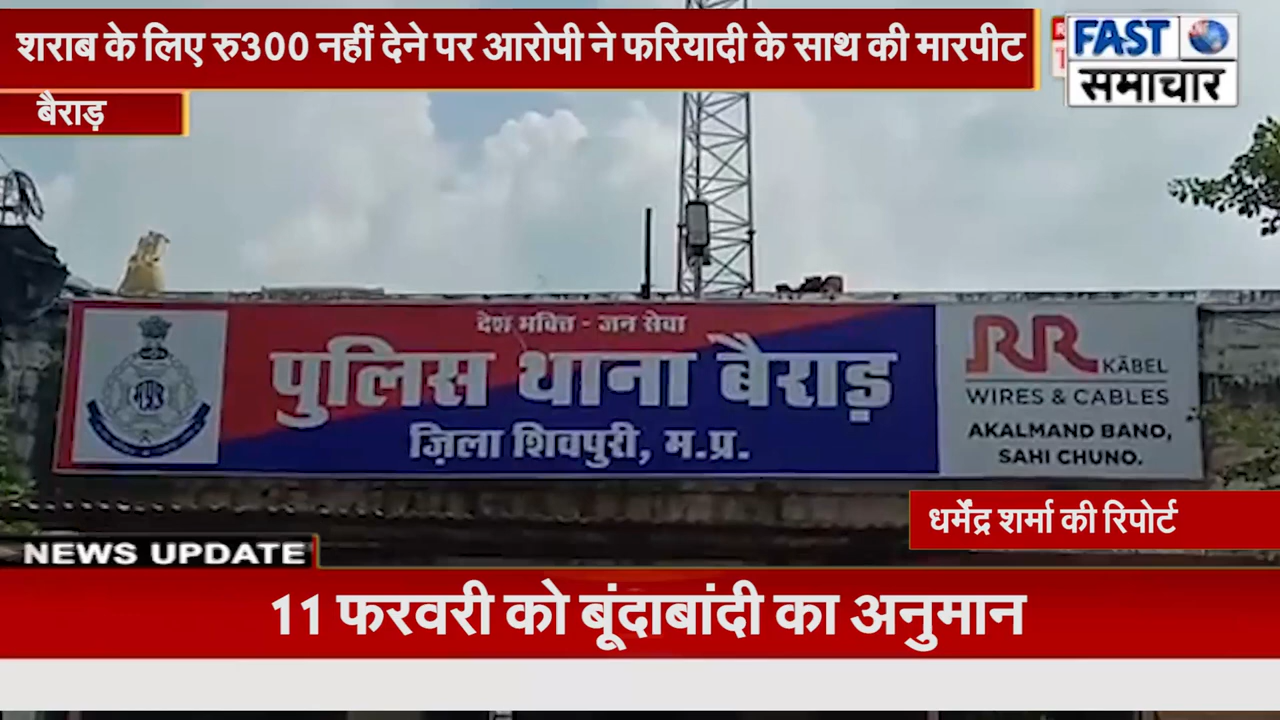 शराब के लिए रु300 नहीं देने पर आरोपी ने फरियादी के साथ की मारपीट
FAST
समाचार
बैराड़
देश भक्ति - जन सेवा
पुलिस थाना बैराड़
ज़िला शिवपुरी, म.प्र.
RR KĀBEL
WIRES & CABLES
AKALMAND BANO,
SAHI CHUNO.
धर्मेंद्र शर्मा की रिपोर्ट
NEWS UPDATE
11 फरवरी को बूंदाबांदी का अनुमान